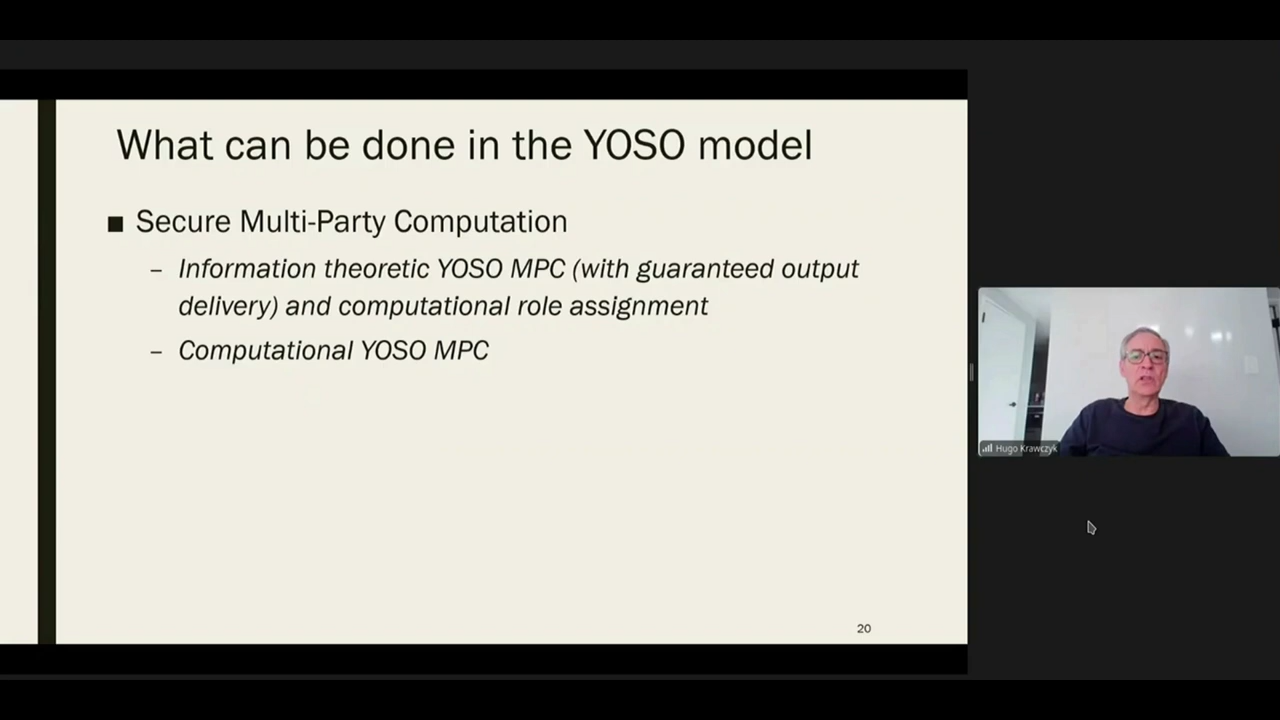 What can be done in the YOSO model
■ Secure Multi-Party Computation
– Information theoretic YOSO MPC (with guaranteed output
delivery) and computational role assignment
– Computational YOSO MPC
Hugo Krawczyk
20